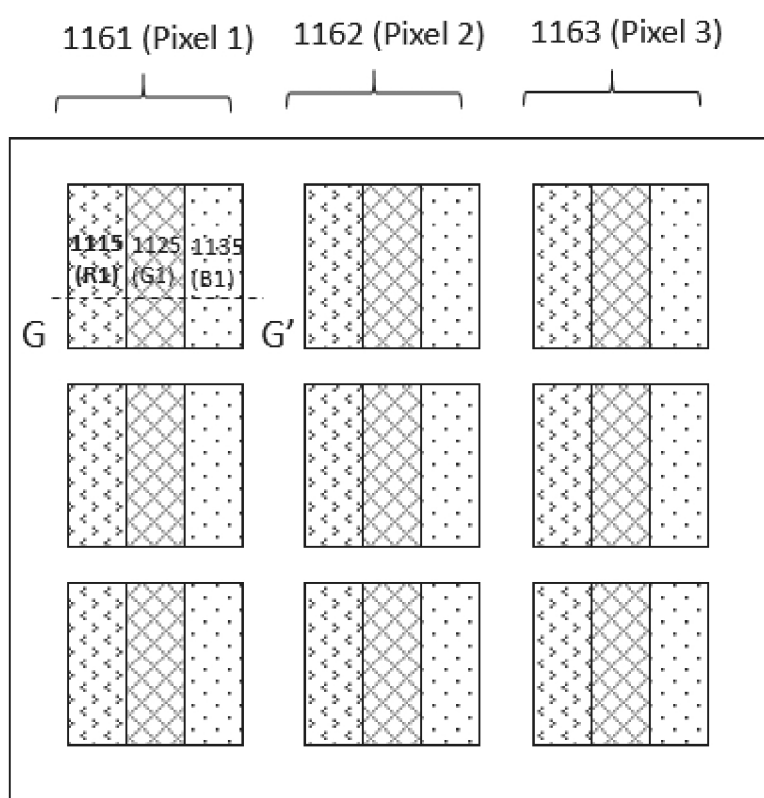 1161 (Pixel 1) 1162 (Pixel 2) 1163 (Pixel 3)
1115 1125 1135
(R1) (G1) (B1)
G G’